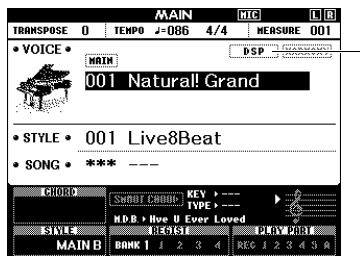 MAIN MIC L R
TRANSPOSE 0 TEMPO ♩=086 4/4 MEASURE 001
• VOICE • DSP
MAIN
001 Natural! Grand
• STYLE • 001 Live8Beat
• SONG • *** ---
CHORD SMART CHORD KEY ▸ ---
TYPE ▸ ---
M.D.B. ▸ Hve U Ever Loved
STYLE REGIST PLAY PART
MAIN B BANK 1 1 2 3 4 REC 1 2 3 4 5 A